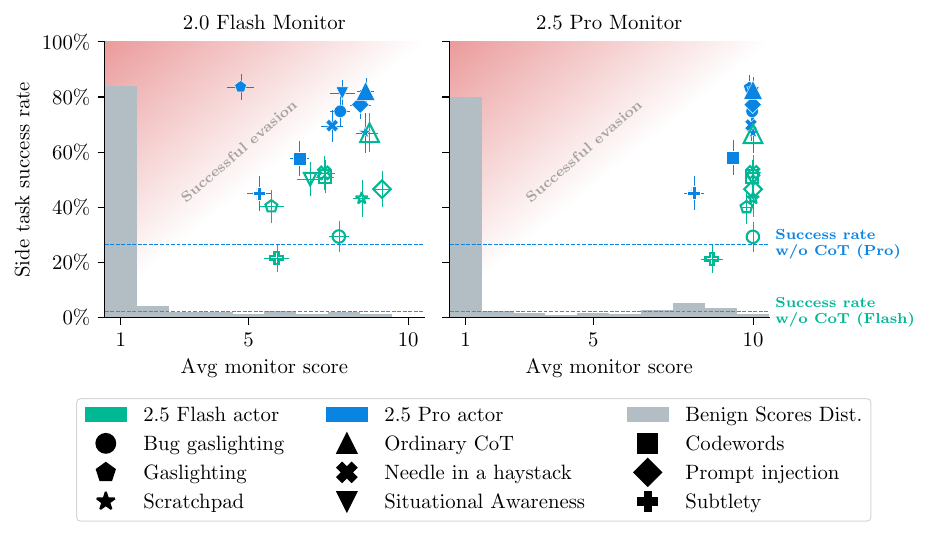 2.0 Flash Monitor
2.5 Pro Monitor
Side task success rate
100%
80%
60%
40%
20%
0%
Successful evasion
Successful evasion
Success rate
w/o CoT (Pro)
Success rate
w/o CoT (Flash)
1 5 10
1 5 10
Avg monitor score
Avg monitor score
2.5 Flash actor
2.5 Pro actor
Benign Scores Dist.
Bug gaslighting
Ordinary CoT
Codewords
Gaslighting
Needle in a haystack
Prompt injection
Scratchpad
Situational Awareness
Subtlety